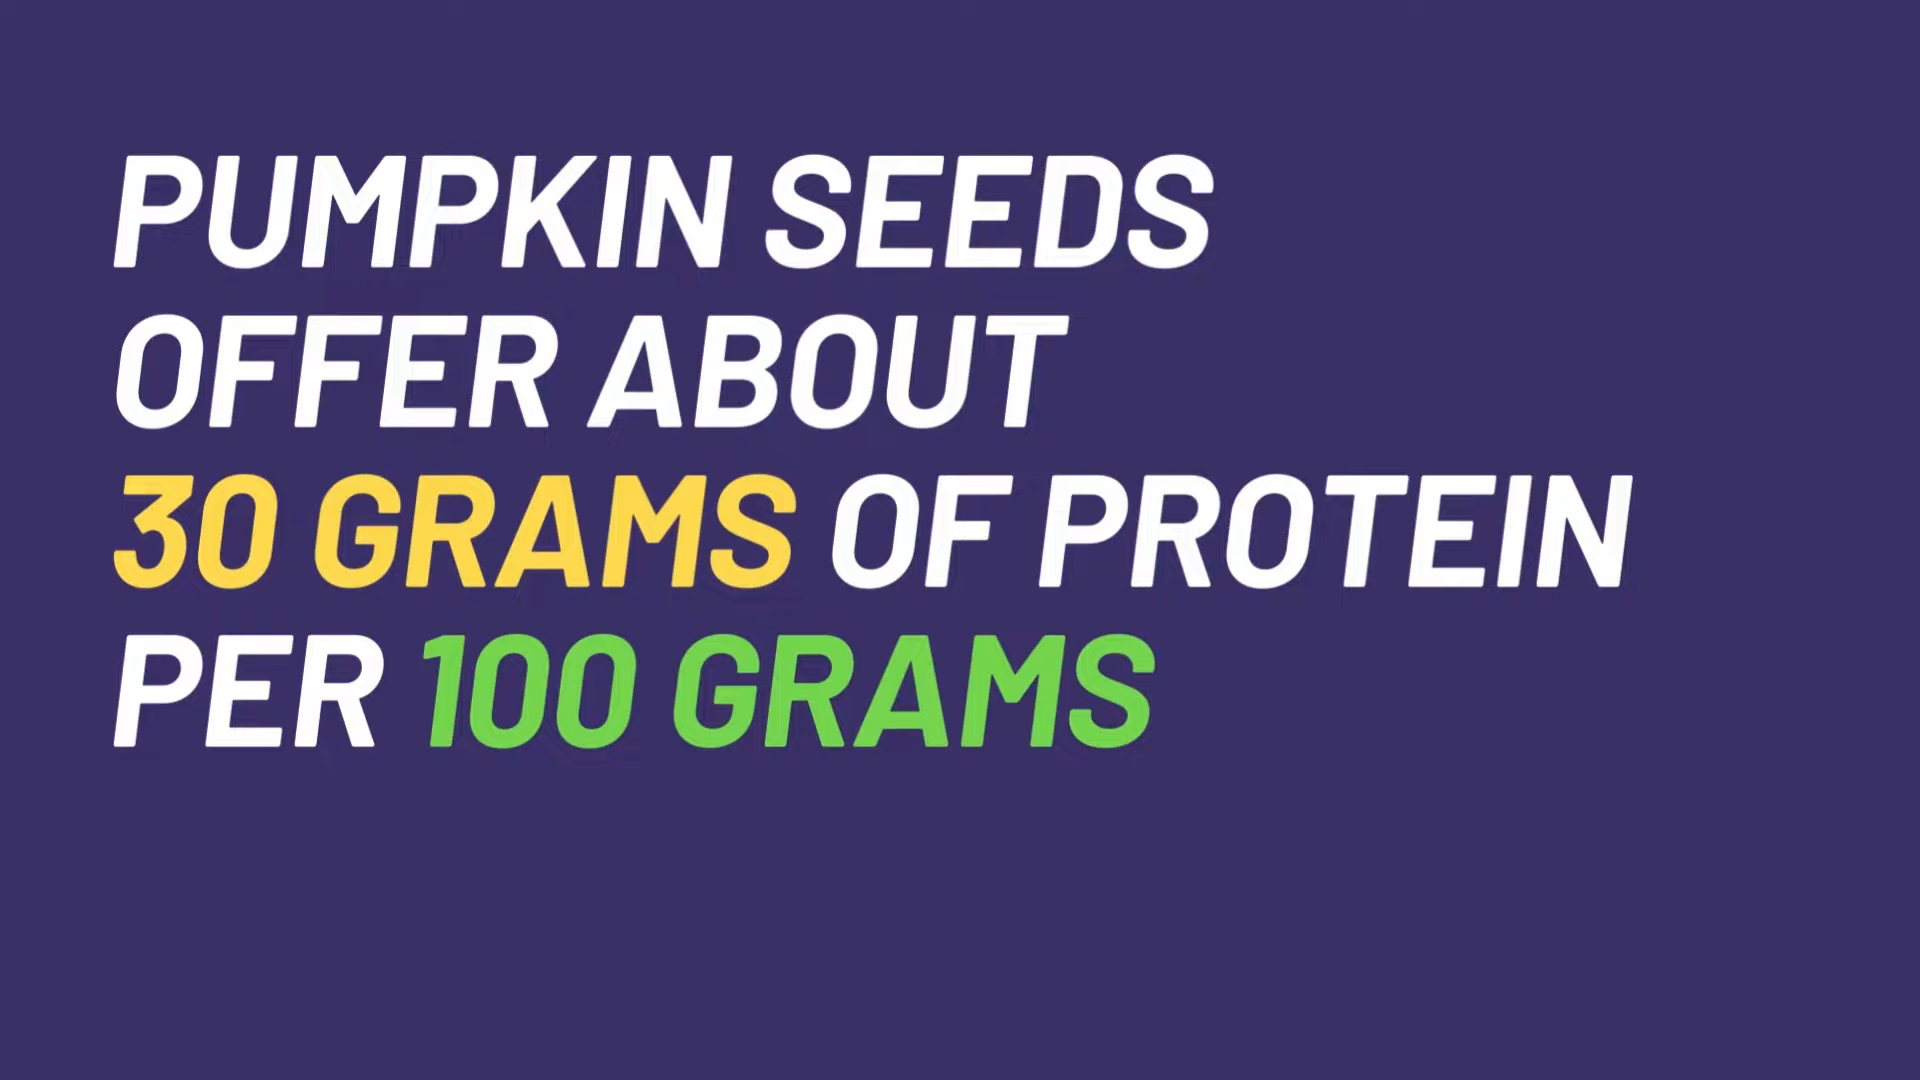 PUMPKIN SEEDS
OFFER ABOUT
30 GRAMS OF PROTEIN
PER 100 GRAMS